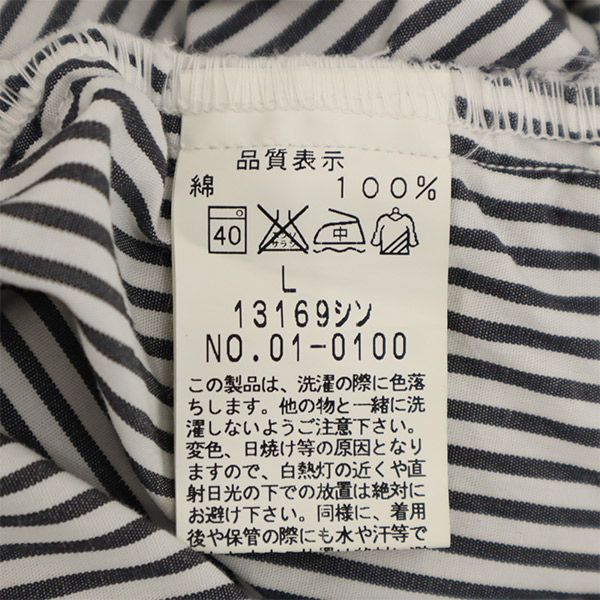 品質表示
綿 100%
40 エンソサラシ 中
L
13169シン
NO.01-0100
この製品は、洗濯の際に色落
ちします。他の物と一緒に洗
濯しないようご注意下さい。
変色、日焼け等の原因となり
ますので、白熱灯の近くや直
射日光の下での放置は絶対に
お避け下さい。同様に、着用
後や保管の際にも水や汗等で